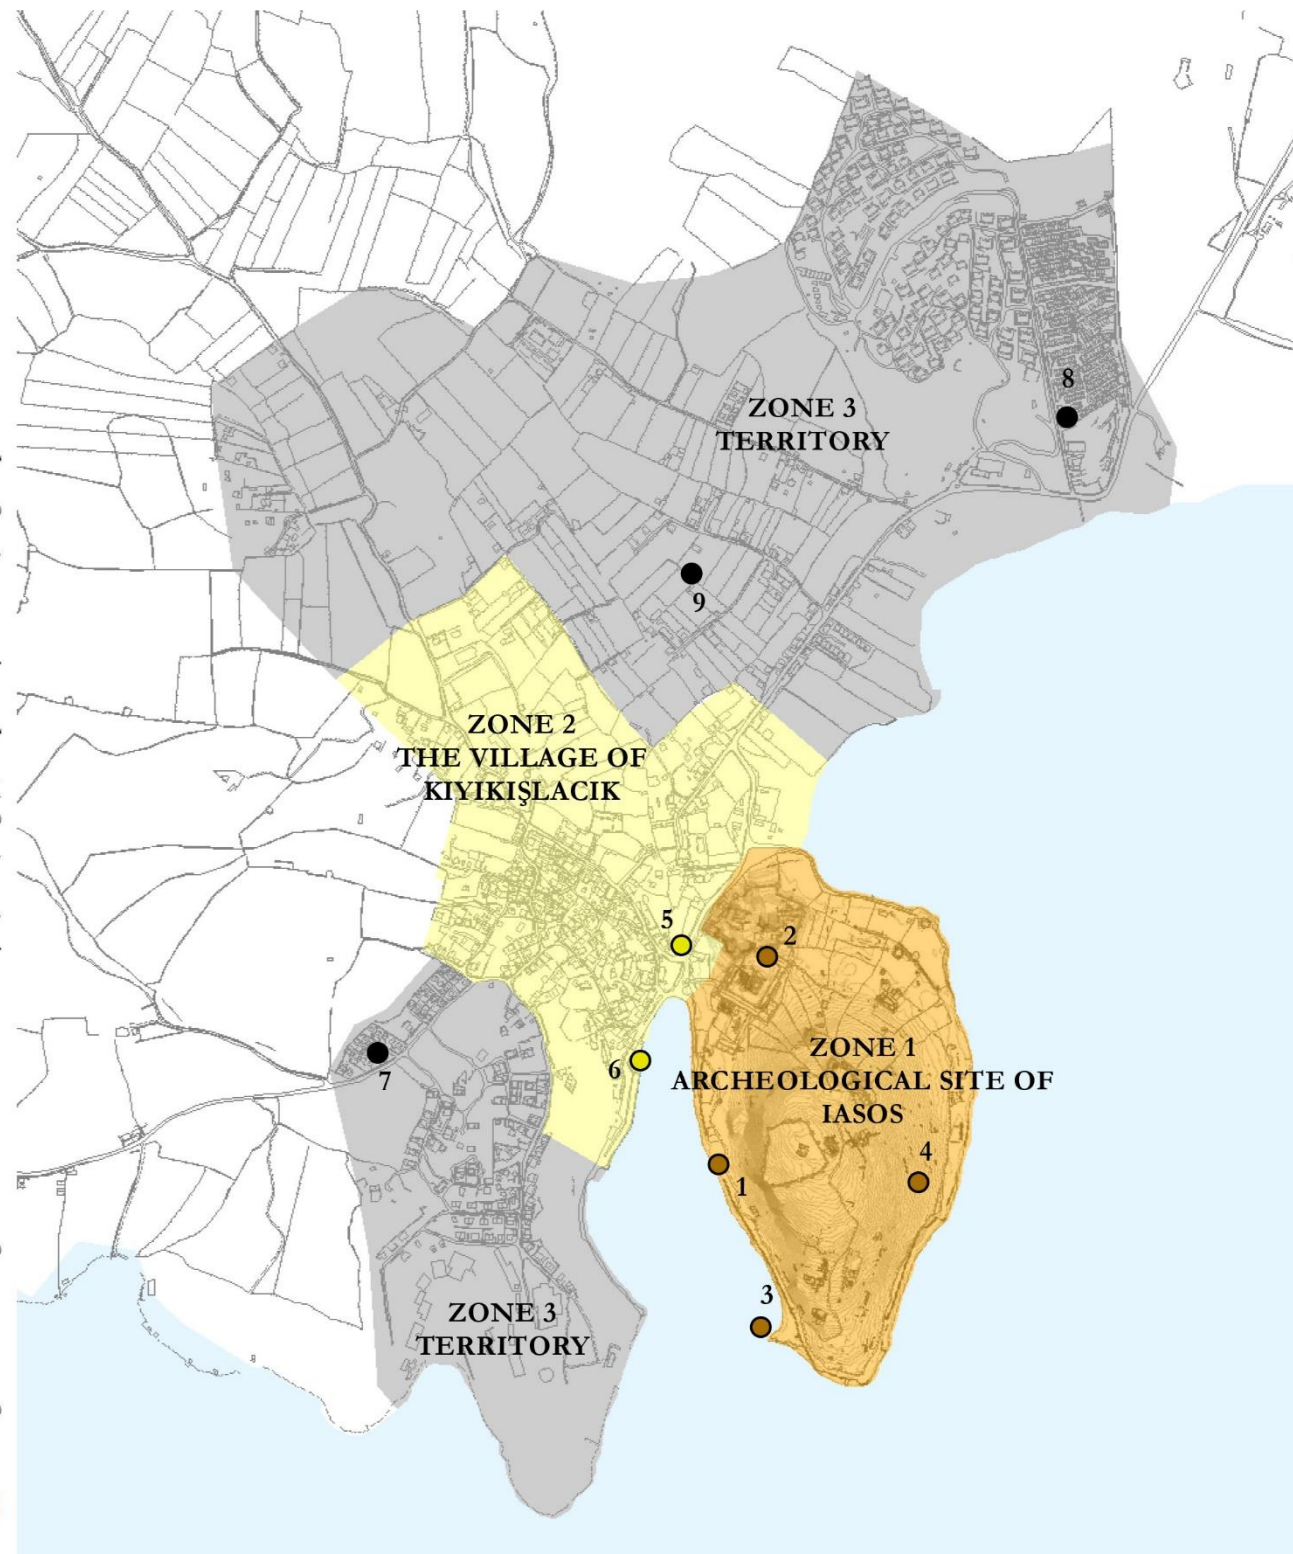 8
ZONE 3
TERRITORY
9
ZONE 2
THE VILLAGE OF
KIYIKIŞLACIK
5
2
6
7
ZONE 1
ARCHEOLOGICAL SITE OF
IASOS
4
1
3
ZONE 3
TERRITORY